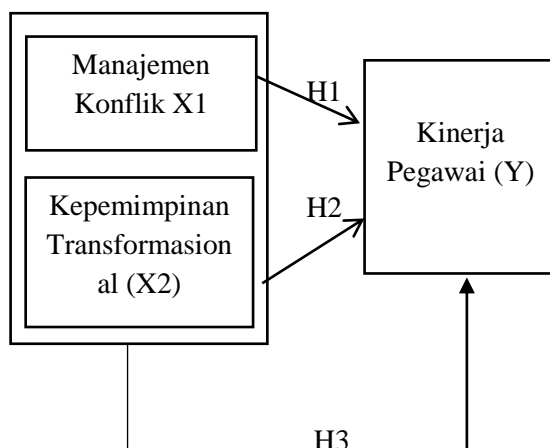 Manajemen
Konflik X1
H1
Kinerja
Pegawai (Y)
Kepemimpinan
Transformasion
al (X2)
H2
H3